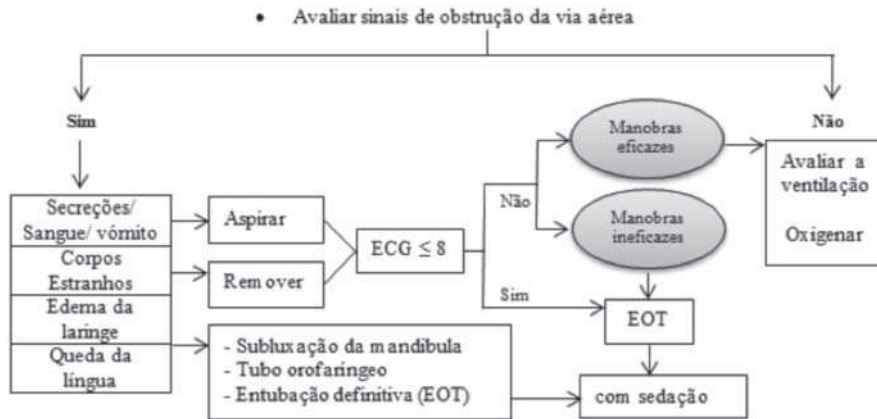 • Avaliar sinais de obstrução da via aérea
Sim
Não
Secreções/
Sangue/ vômito
Corpos
Estranhos
Edema da
laringe
Queda da
língua
Aspirar
Remover
ECG ≤ 8
Não
Sim
Manobras
eficazes
Manobras
ineficazes
Avaliar a
ventilação
Oxigenar
EOT
- Subluxação da mandíbula
- Tubo orofaríngeo
- Entubação definitiva (EOT)
com sedação